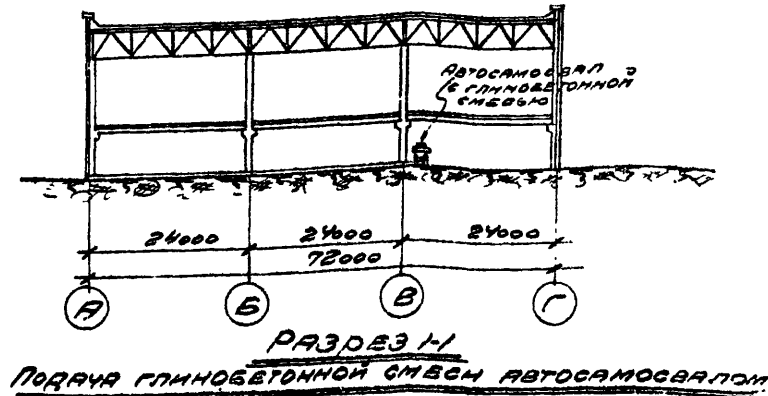 Автосамосвал
с глинобетонной
смесью
24000 24000 24000
72000
А Б В Г
Разрез 1-1
Подача глинобетонной смеси автосамосвалом